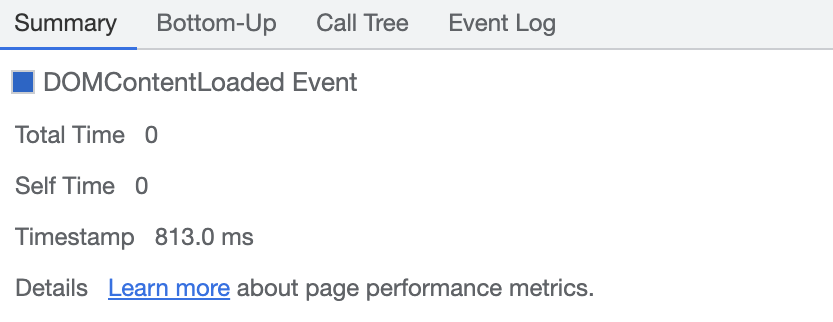 Summary Bottom-Up Call Tree Event Log
DOMContentLoaded Event
Total Time 0
Self Time 0
Timestamp 813.0 ms
Details Learn more about page performance metrics.